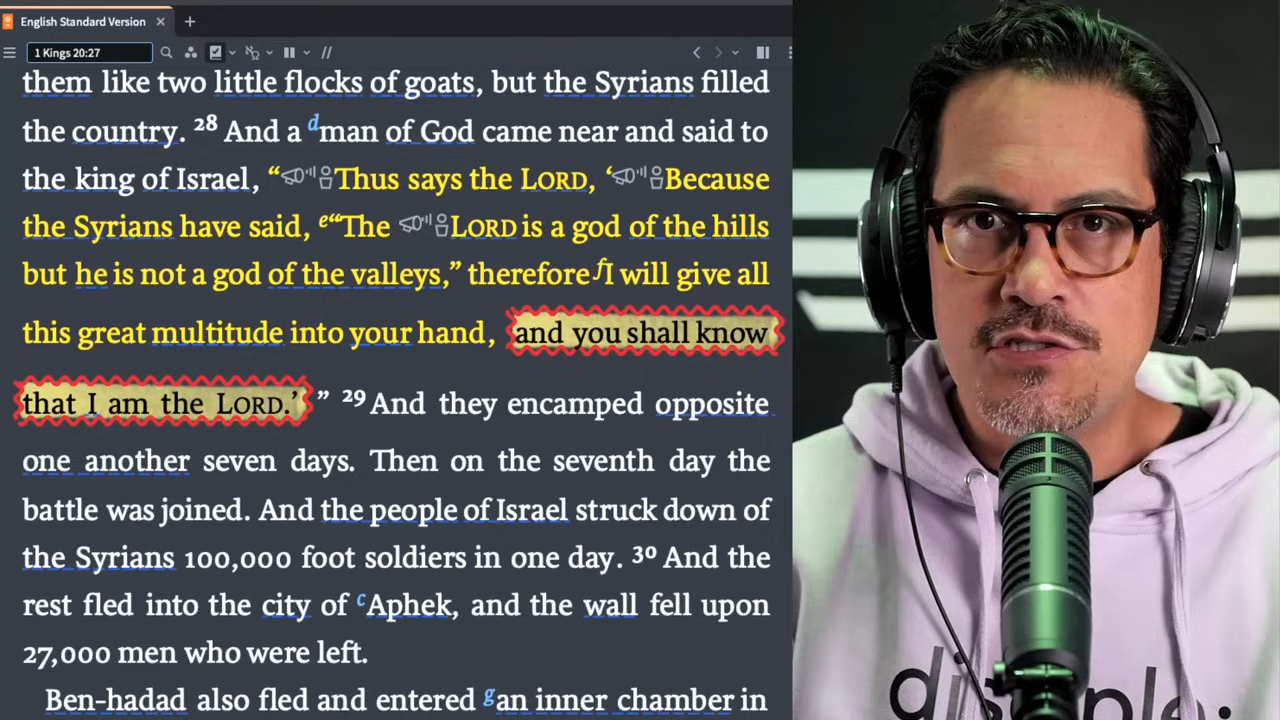 English Standard Version
1 Kings 20:27
them like two little flocks of goats, but the Syrians filled
the country. 28 And a dman of God came near and said to
the king of Israel, “Thus says the LORD, ‘Because
the Syrians have said, e“The LORD is a god of the hills
but he is not a god of the valleys,” therefore fI will give all
this great multitude into your hand, and you shall know
that I am the LORD.’ ” 29 And they encamped opposite
one another seven days. Then on the seventh day the
battle was joined. And the people of Israel struck down of
the Syrians 100,000 foot soldiers in one day. 30 And the
rest fled into the city of cAphek, and the wall fell upon
27,000 men who were left.
Ben-hadad also fled and entered gan inner chamber in
disciple: